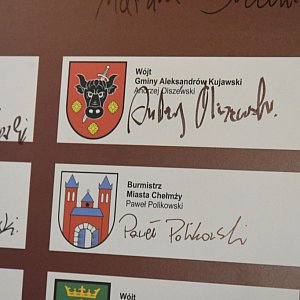 Wójt
Gminy Aleksandrów Kujawski
Andrzej Olszewski
Andrzej Olszewski.
Burmistrz
Miasta Chełmży
Paweł Polikowski
Paweł Polikowski
Wójt